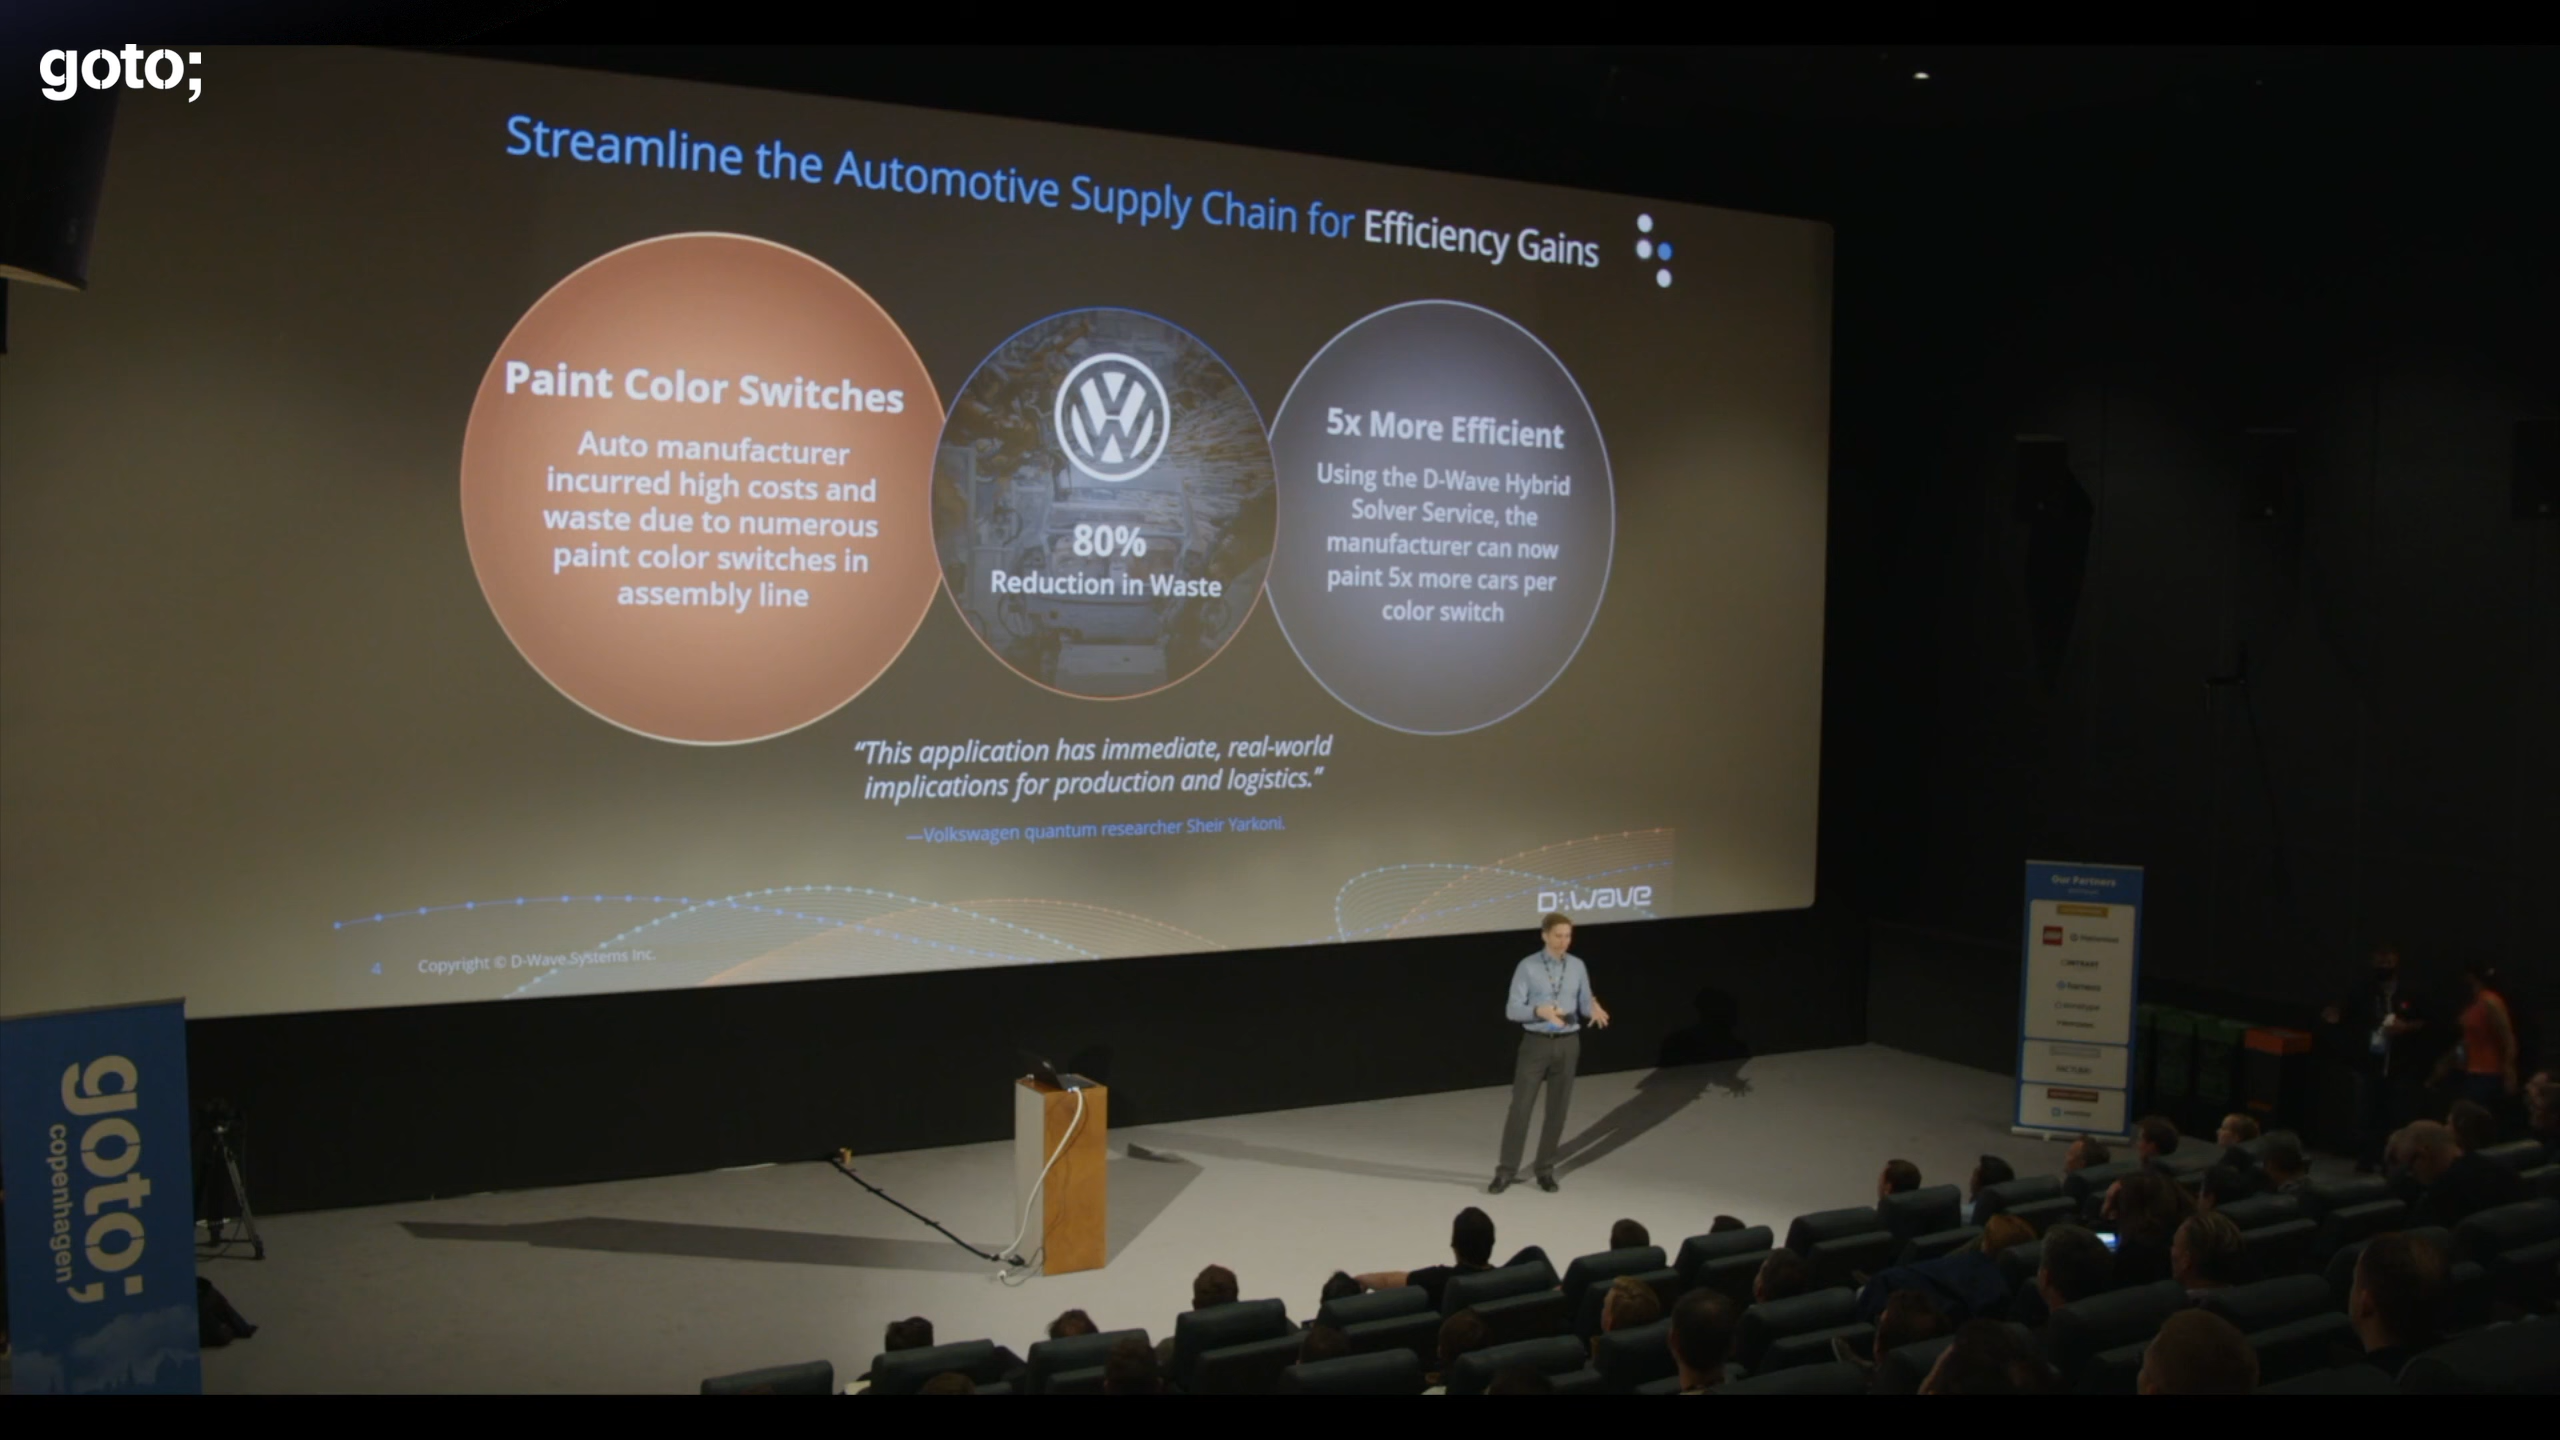 goto;
Streamline the Automotive Supply Chain for Efficiency Gains
Paint Color Switches
Auto manufacturer
incurred high costs and
waste due to numerous
paint color switches in
assembly line
80%
Reduction in Waste
5x More Efficient
Using the D-Wave Hybrid
Solver Service, the
manufacturer can now
paint 5x more cars per
color switch
“This application has immediate, real-world
implications for production and logistics.”
—Volkswagen quantum researcher Sheir Yarkoni.
D:wave
4
Copyright © D-Wave Systems Inc.
goto;
copenhagen
Our Partners